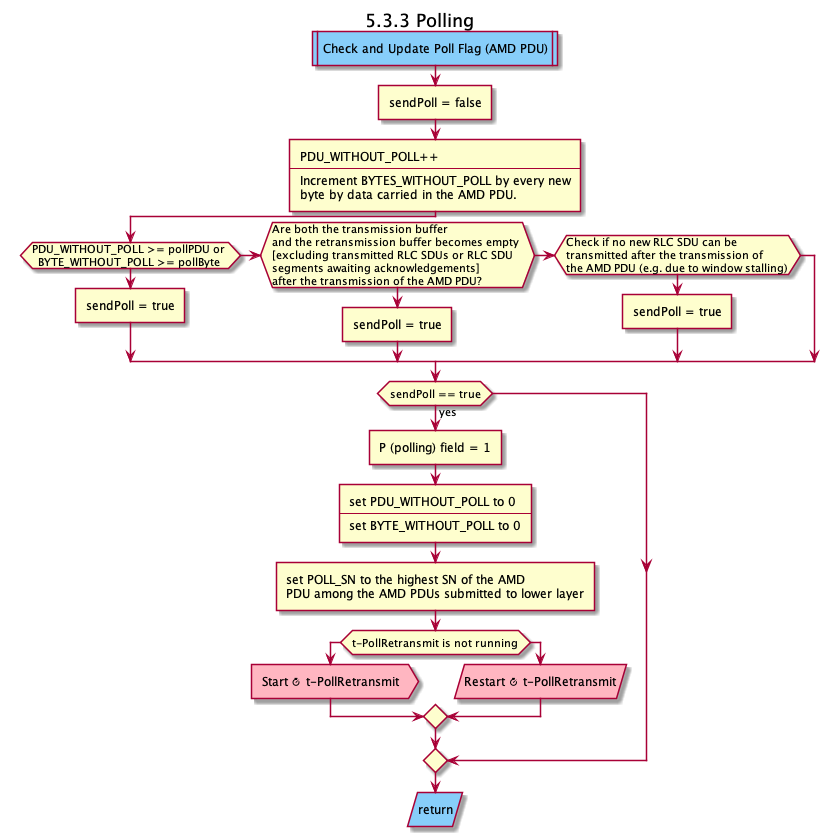 5.3.3 Polling
Check and Update Poll Flag (AMD PDU)
sendPoll = false
PDU_WITHOUT_POLL++
Increment BYTES_WITHOUT_POLL by every new
byte by data carried in the AMD PDU.
PDU_WITHOUT_POLL >= pollPDU or
BYTE_WITHOUT_POLL >= pollByte
sendPoll = true
Are both the transmission buffer
and the retransmission buffer becomes empty
[excluding transmitted RLC SDUs or RLC SDU
segments awaiting acknowledgements]
after the transmission of the AMD PDU?
sendPoll = true
Check if no new RLC SDU can be
transmitted after the transmission of
the AMD PDU (e.g. due to window stalling)
sendPoll = true
sendPoll == true
yes
P (polling) field = 1
set PDU_WITHOUT_POLL to 0
set BYTE_WITHOUT_POLL to 0
set POLL_SN to the highest SN of the AMD
PDU among the AMD PDUs submitted to lower layer
t-PollRetransmit is not running
Start ⥀ t-PollRetransmit
Restart ⥀ t-PollRetransmit
return